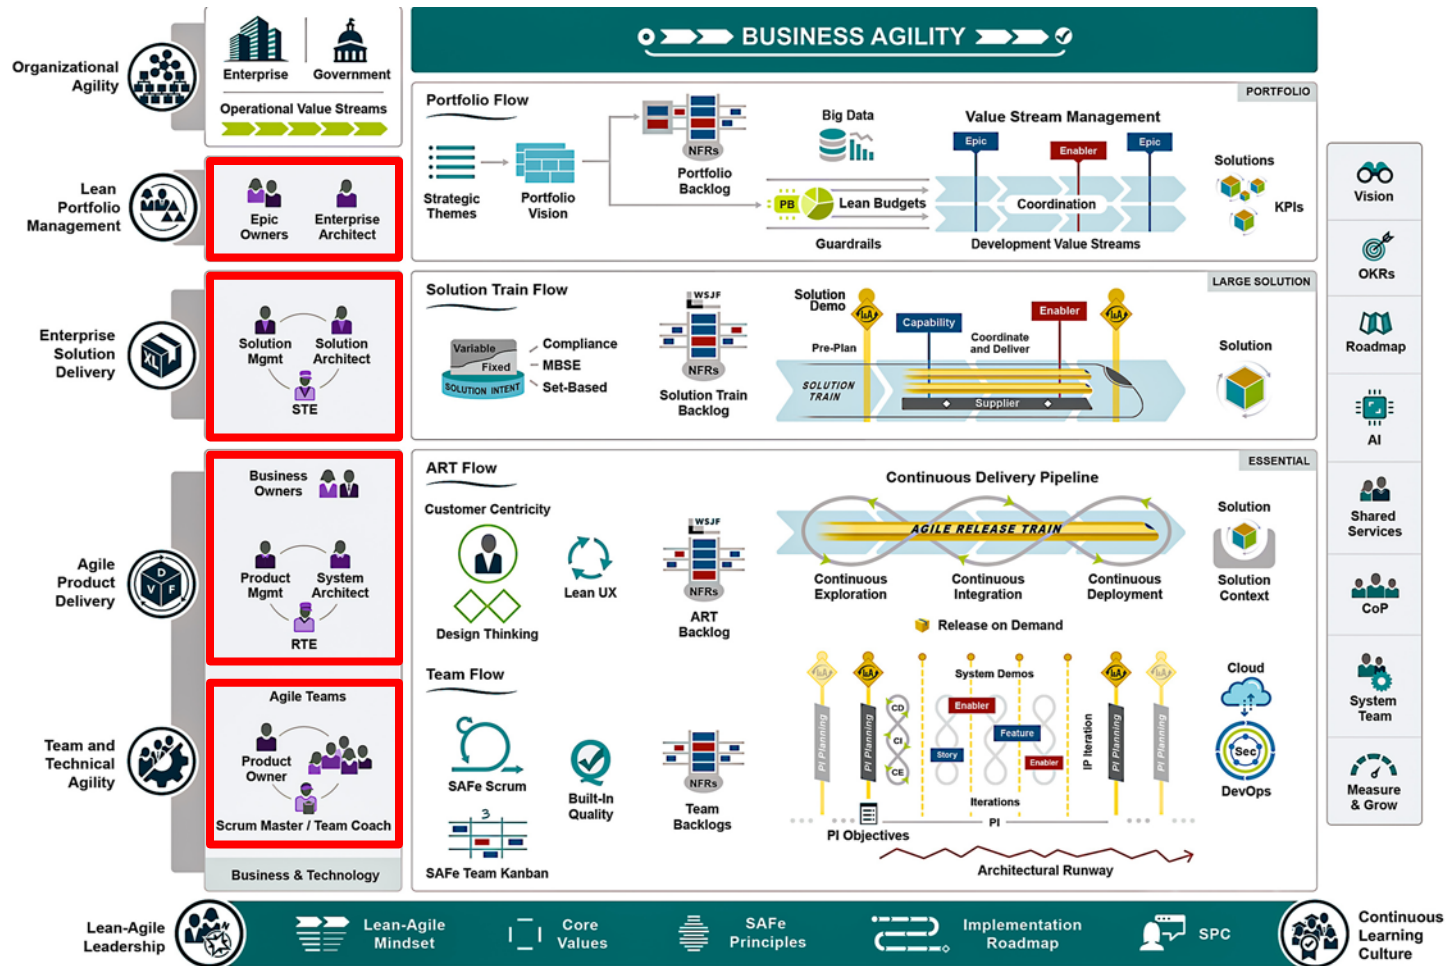 BUSINESS AGILITY
Organizational
Agility
Enterprise
Government
Operational Value Streams
Lean
Portfolio
Management
Epic
Owners
Enterprise
Architect
PORTFOLIO
Portfolio Flow
Strategic
Themes
Portfolio
Vision
NFRs
Portfolio
Backlog
Big Data
PB
Lean Budgets
Guardrails
Value Stream Management
Epic
Enabler
Epic
Coordination
Development Value Streams
Solutions
KPIs
Enterprise
Solution
Delivery
XL
Solution
Mgmt
Solution
Architect
STE
LARGE SOLUTION
Solution Train Flow
Variable
Fixed
SOLUTION INTENT
Compliance
MBSE
Set-Based
WSJF
NFRs
Solution Train
Backlog
Solution
Demo
I&A
I&A
Pre-Plan
Capability
Coordinate
and Deliver
Enabler
SOLUTION
TRAIN
Supplier
Solution
Agile
Product
Delivery
D
V
F
Business
Owners
Product
Mgmt
System
Architect
RTE
ESSENTIAL
ART Flow
Customer Centricity
Design Thinking
Lean UX
WSJF
NFRs
ART
Backlog
Continuous Delivery Pipeline
AGILE RELEASE TRAIN
Continuous
Exploration
Continuous
Integration
Continuous
Deployment
Release on Demand
Solution
Solution
Context
Team and
Technical
Agility
Agile Teams
Product
Owner
Scrum Master / Team Coach
Business & Technology
Team Flow
SAFe Scrum
3
SAFe Team Kanban
Built-In
Quality
NFRs
Team
Backlogs
I&A
I&A
I&A
I&A
PI Planning
PI Planning
CD
CI
CE
System Demos
Enabler
Story
Feature
Enabler
Iterations
IP Iteration
PI Planning
PI Planning
PI Objectives
PI
Architectural Runway
Cloud
Sec
DevOps
Vision
OKRs
Roadmap
AI
Shared
Services
CoP
System
Team
Measure
& Grow
Lean-Agile
Leadership
Lean-Agile
Mindset
Core
Values
SAFe
Principles
Implementation
Roadmap
SPC
Continuous
Learning
Culture